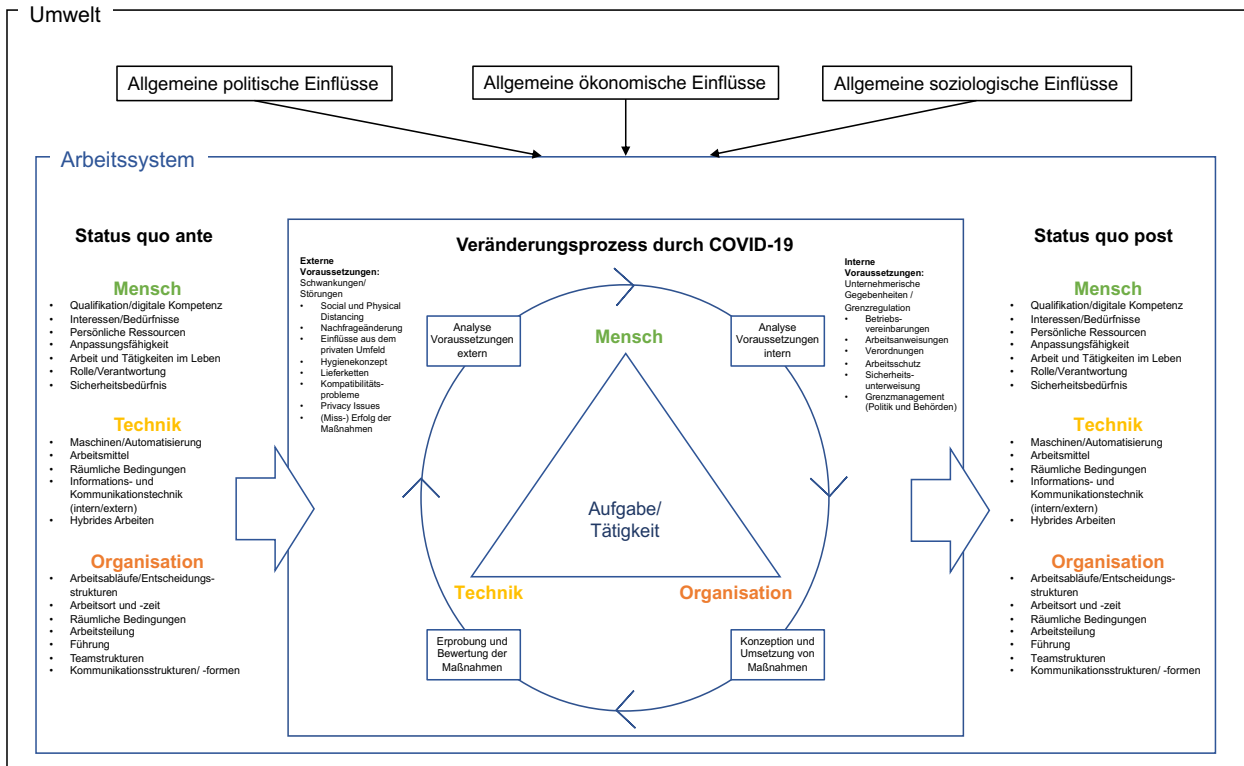 Umwelt
Allgemeine politische Einflüsse
Allgemeine ökonomische Einflüsse
Allgemeine soziologische Einflüsse
Arbeitssystem
Status quo ante
Mensch
• Qualifikation/digitale Kompetenz
• Interessen/Bedürfnisse
• Persönliche Ressourcen
• Anpassungsfähigkeit
• Arbeit und Tätigkeiten im Leben
• Rolle/Verantwortung
• Sicherheitsbedürfnis
Technik
• Maschinen/Automatisierung
• Arbeitsmittel
• Räumliche Bedingungen
• Informations- und
Kommunikationstechnik
(intern/extern)
• Hybrides Arbeiten
Organisation
• Arbeitsabläufe/Entscheidungs-
strukturen
• Arbeitsort und -zeit
• Räumliche Bedingungen
• Arbeitsteilung
• Führung
• Teamstrukturen
• Kommunikationsstrukturen/ -formen
Veränderungsprozess durch COVID-19
Externe
Voraussetzungen:
Schwankungen/
Störungen
• Social und Physical
Distancing
• Nachfrageänderung
• Einflüsse aus dem
privaten Umfeld
• Hygienekonzept
• Lieferketten
• Kompatibilitäts-
probleme
• Privacy Issues
• (Miss-) Erfolg der
Maßnahmen
Analyse
Voraussetzungen
extern
Mensch
Analyse
Voraussetzungen
intern
Interne
Voraussetzungen:
Unternehmerische
Gegebenheiten /
Grenzregulation
• Betriebs-
vereinbarungen
• Arbeitsanweisungen
• Verordnungen
• Arbeitsschutz
• Sicherheits-
unterweisung
• Grenzmanagement
(Politik und Behörden)
Aufgabe/
Tätigkeit
Technik
Organisation
Erprobung und
Bewertung der
Maßnahmen
Konzeption und
Umsetzung von
Maßnahmen
Status quo post
Mensch
• Qualifikation/digitale Kompetenz
• Interessen/Bedürfnisse
• Persönliche Ressourcen
• Anpassungsfähigkeit
• Arbeit und Tätigkeiten im Leben
• Rolle/Verantwortung
• Sicherheitsbedürfnis
Technik
• Maschinen/Automatisierung
• Arbeitsmittel
• Räumliche Bedingungen
• Informations- und
Kommunikationstechnik
(intern/extern)
• Hybrides Arbeiten
Organisation
• Arbeitsabläufe/Entscheidungs-
strukturen
• Arbeitsort und -zeit
• Räumliche Bedingungen
• Arbeitsteilung
• Führung
• Teamstrukturen
• Kommunikationsstrukturen/ -formen